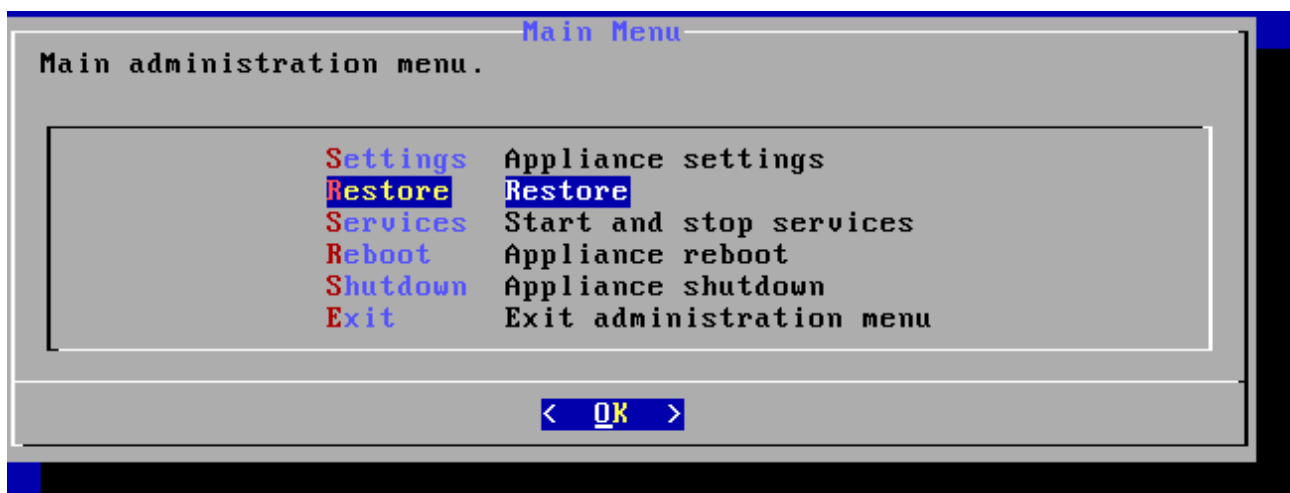 Main Menu
Main administration menu.
Settings Appliance settings
Restore Restore
Services Start and stop services
Reboot Appliance reboot
Shutdown Appliance shutdown
Exit Exit administration menu
< OK >